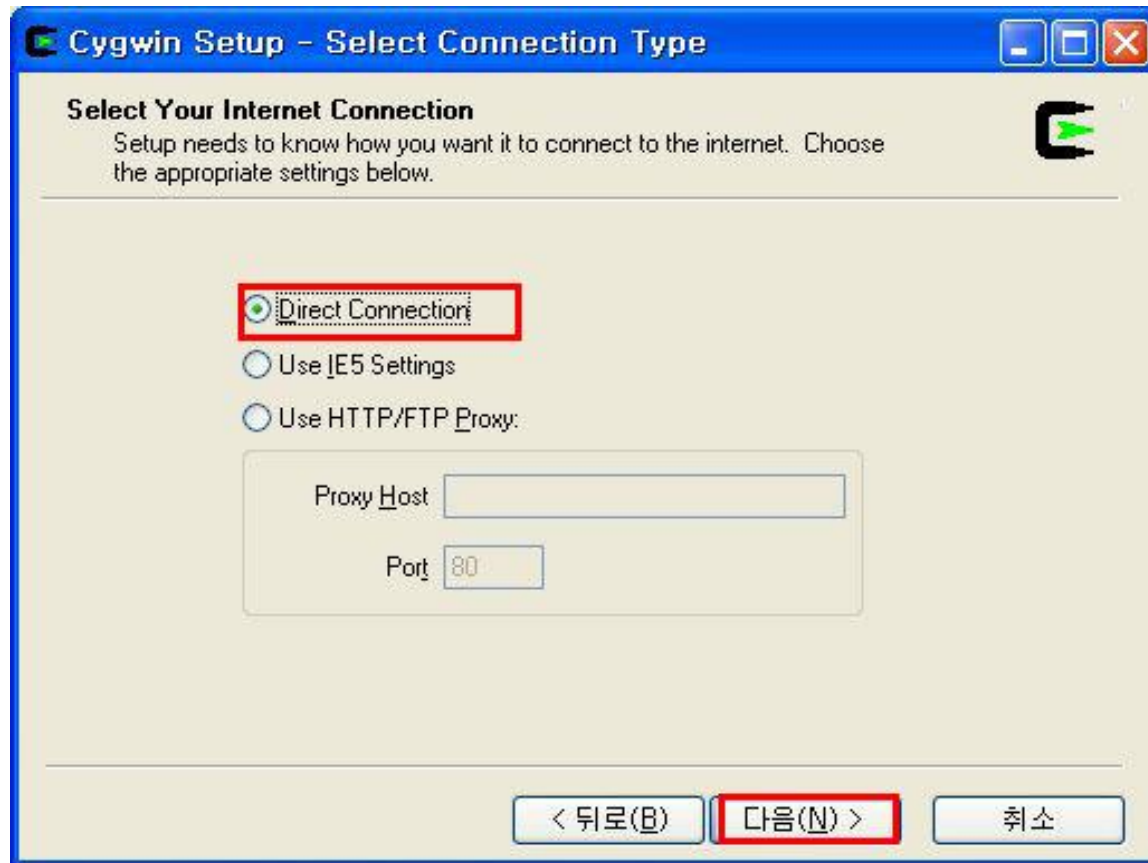 Cygwin Setup - Select Connection Type
Select Your Internet Connection
Setup needs to know how you want it to connect to the internet. Choose
the appropriate settings below.
Direct Connection
Use IE5 Settings
Use HTTP/FTP Proxy:
Proxy Host
Port 80
< 뒤로(B) 다음(N) > 취소